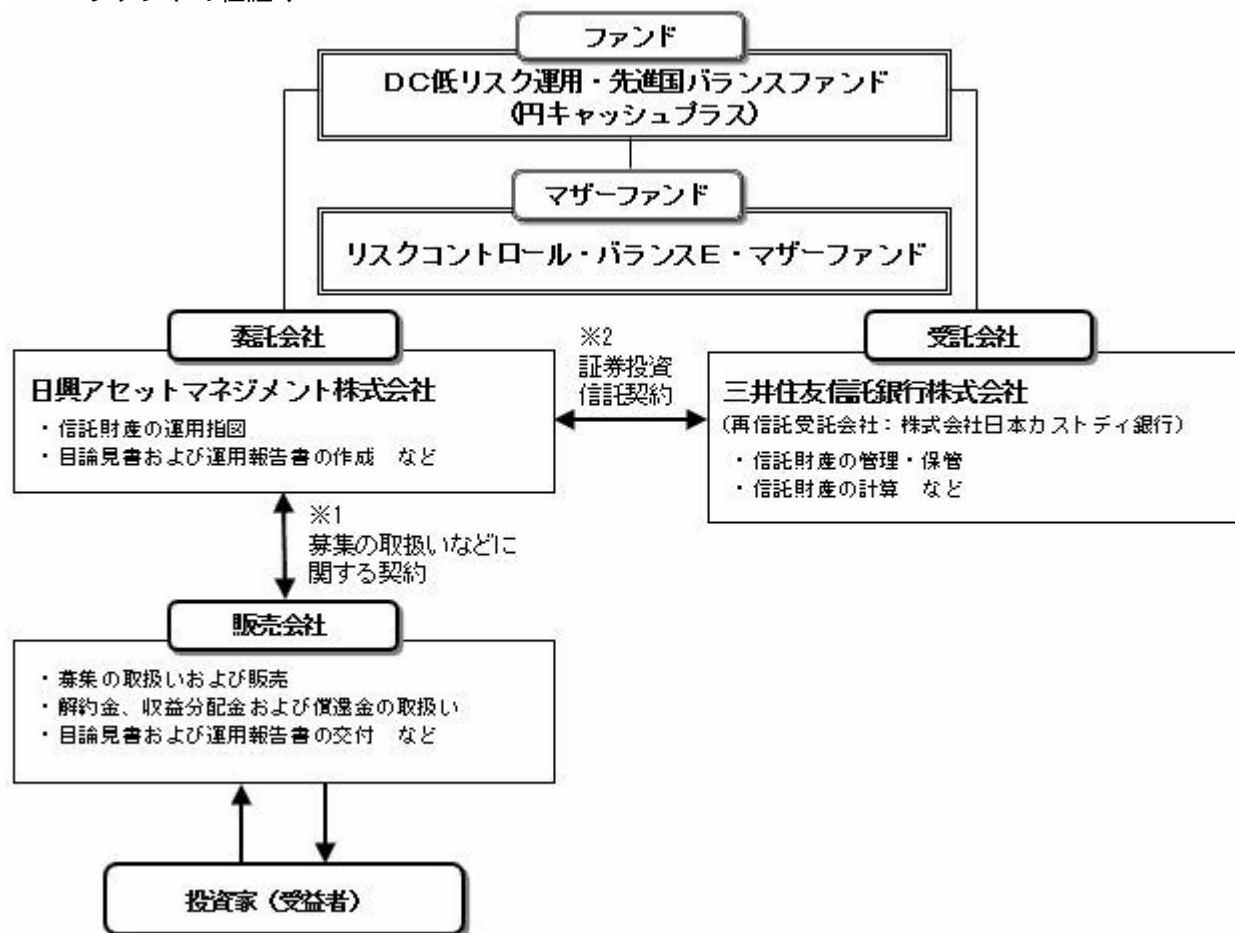 ファンドの仕組み
ファンド
DC低リスク運用・先進国バランスファンド
(円キャッシュプラス)
マザーファンド
リスクコントロール・バランスE・マザーファンド
委託会社
日興アセットマネジメント株式会社
・信託財産の運用指図
・目論見書および運用報告書の作成 など
※2
証券投資
信託契約
受託会社
三井住友信託銀行株式会社
(再信託受託会社：株式会社日本カストディ銀行)
・信託財産の管理・保管
・信託財産の計算 など
※1
募集の取扱いなどに
関する契約
販売会社
・募集の取扱いおよび販売
・解約金、収益分配金および償還金の取扱い
・目論見書および運用報告書の交付 など
投資家（受益者）